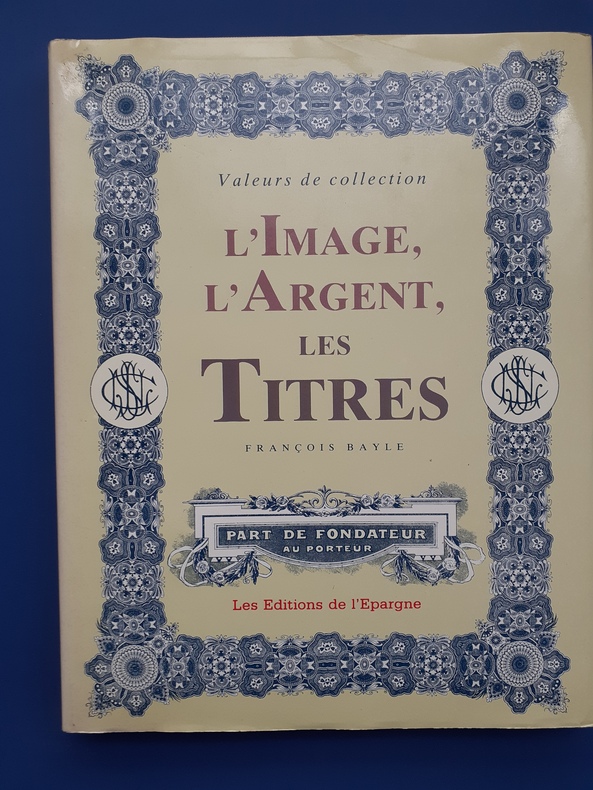 Valeurs de collection
L'IMAGE,
L'ARGENT,
LES
TITRES
FRANÇOIS BAYLE
PART DE FONDATEUR
AU PORTEUR
Les Editions de l'Epargne